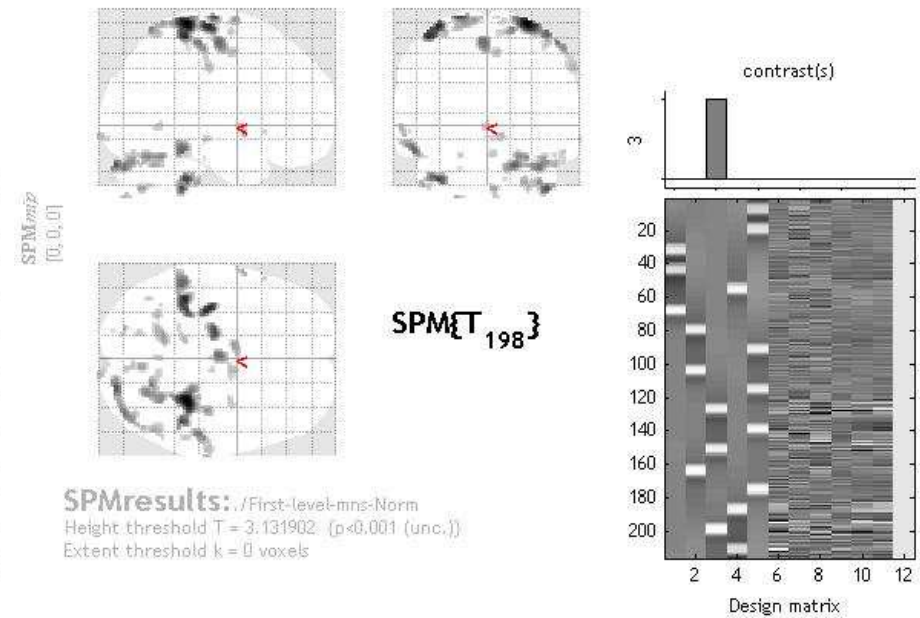 contrast(s)
3
SPMmip
[0, 0, 0]
<
<
<
SPM{T198}
SPMresults: ./First-level-mns-Norm
Height threshold T = 3.131902 (p<0.001 (unc.))
Extent threshold k = 0 voxels
20
40
60
80
100
120
140
160
180
200
2 4 6 8 10 12
Design matrix